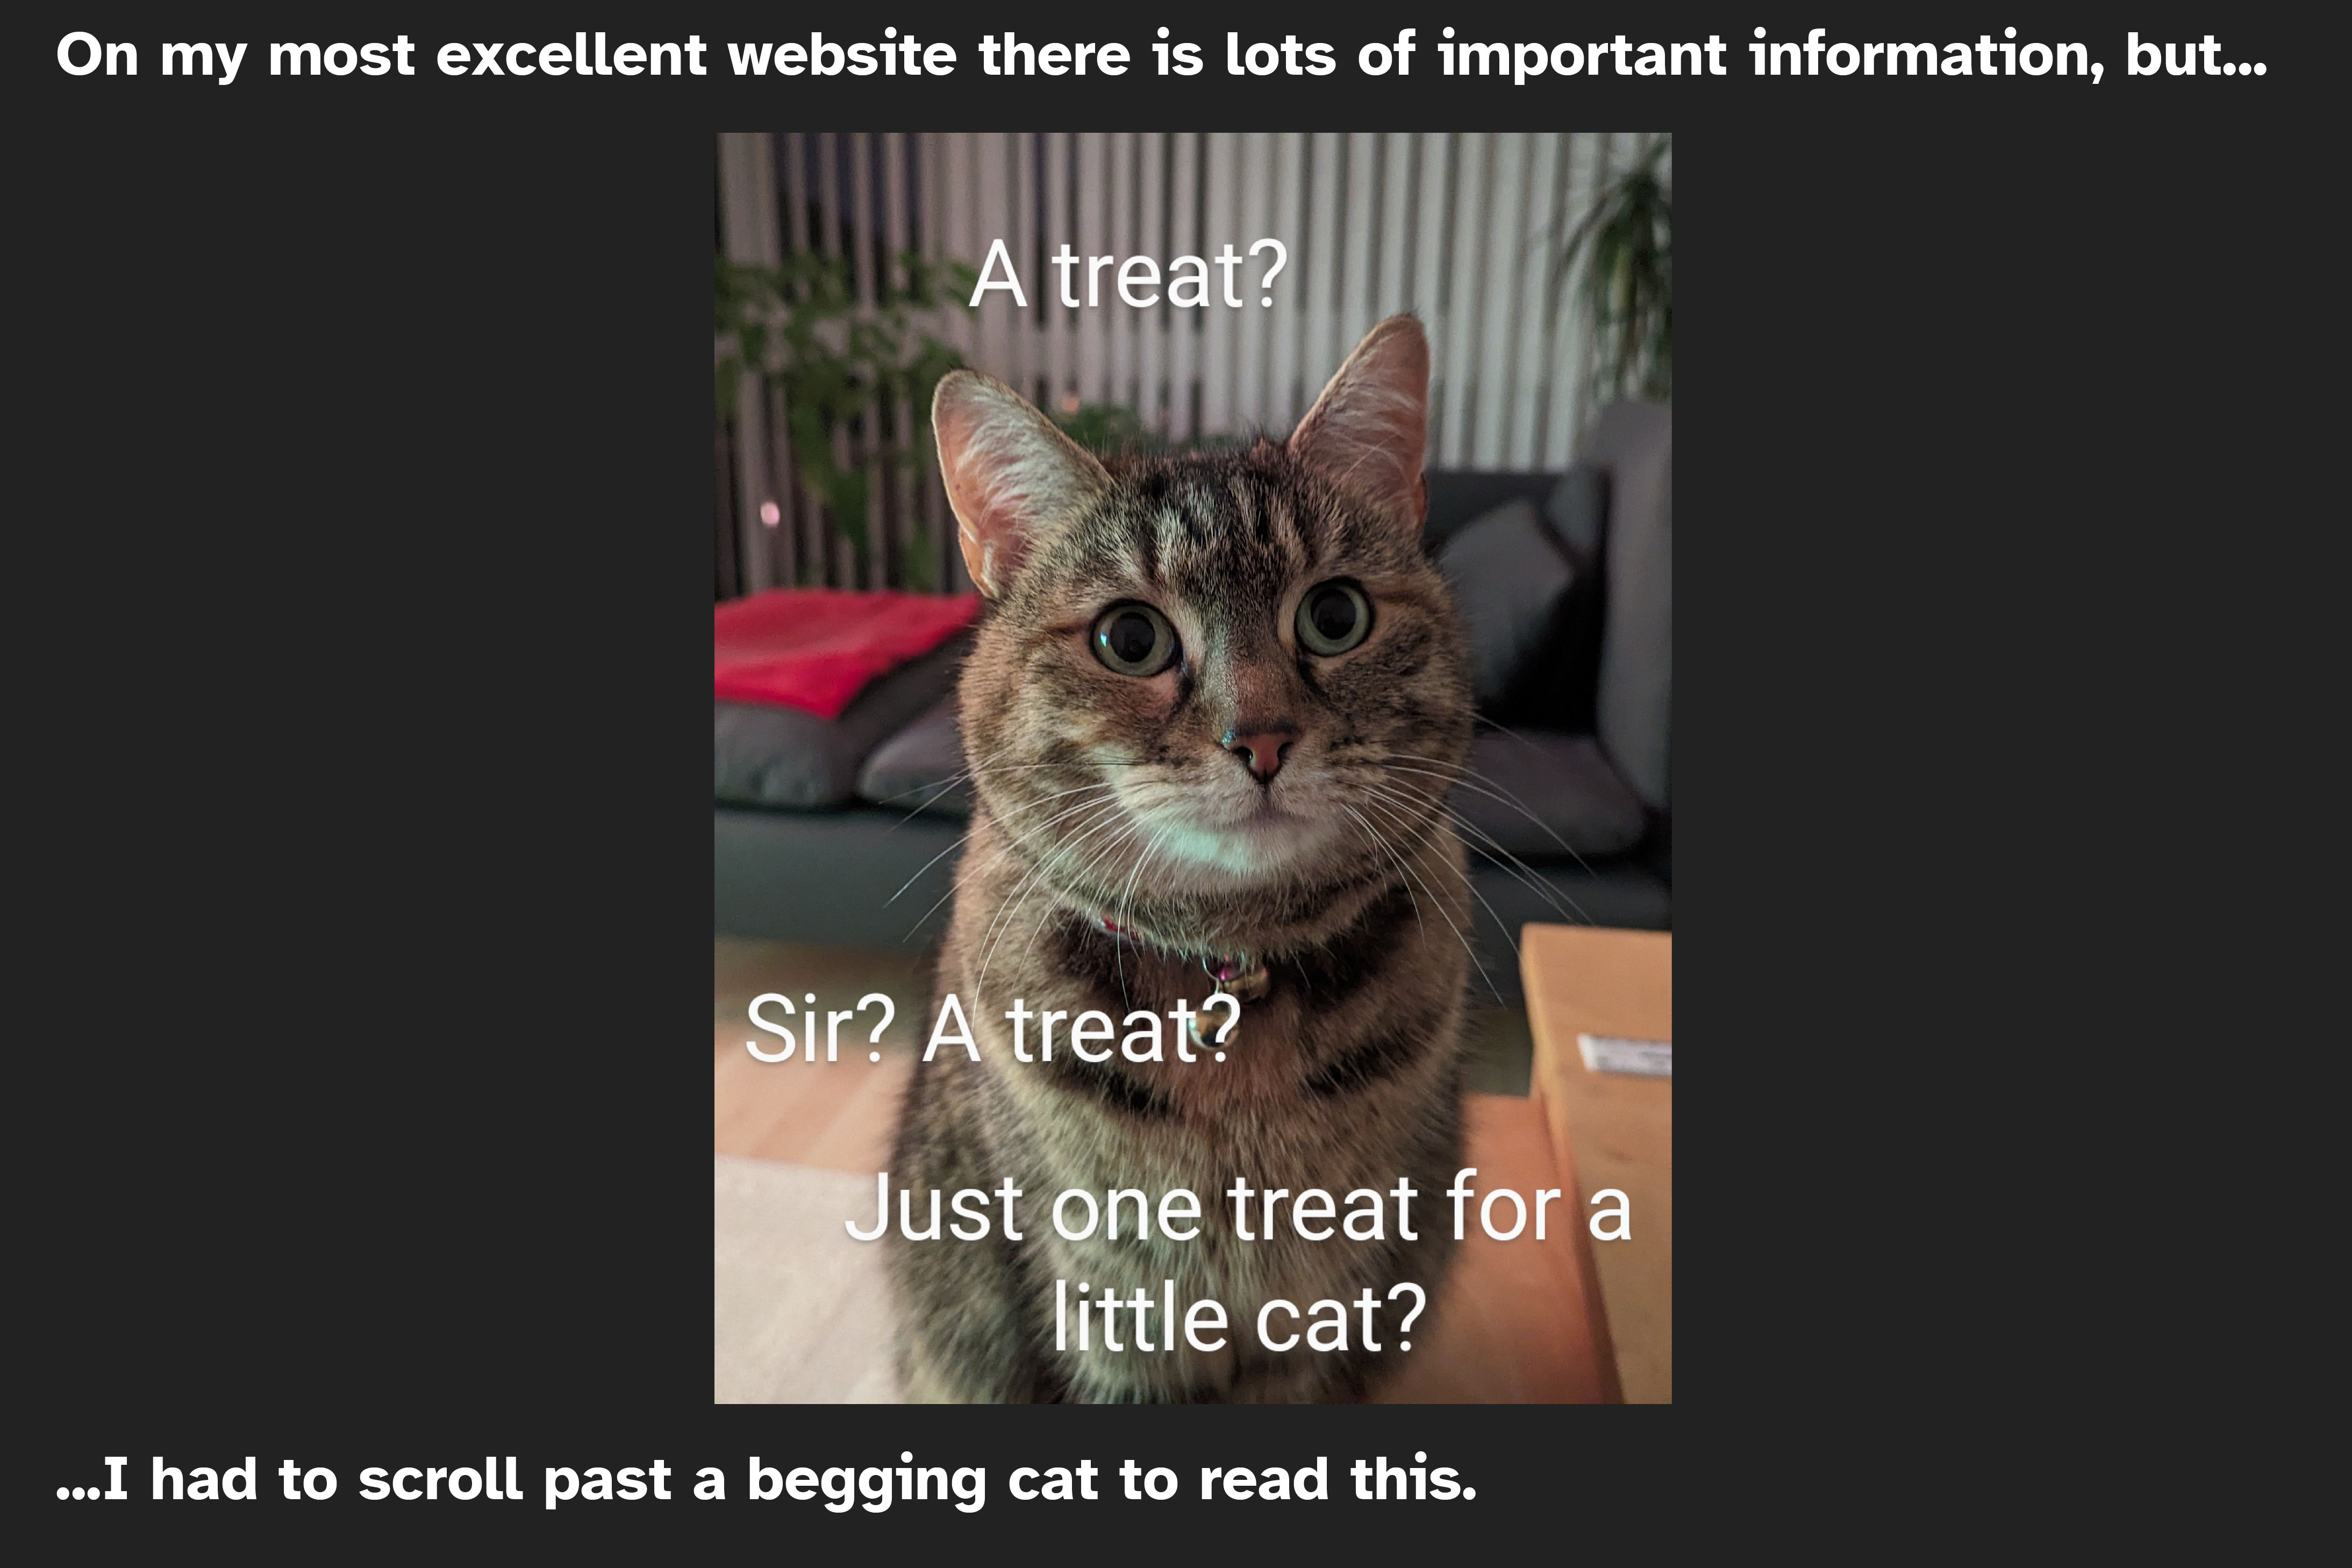 On my most excellent website there is lots of important information, but...
A treat?
Sir? A treat?
Just one treat for a
little cat?
...I had to scroll past a begging cat to read this.